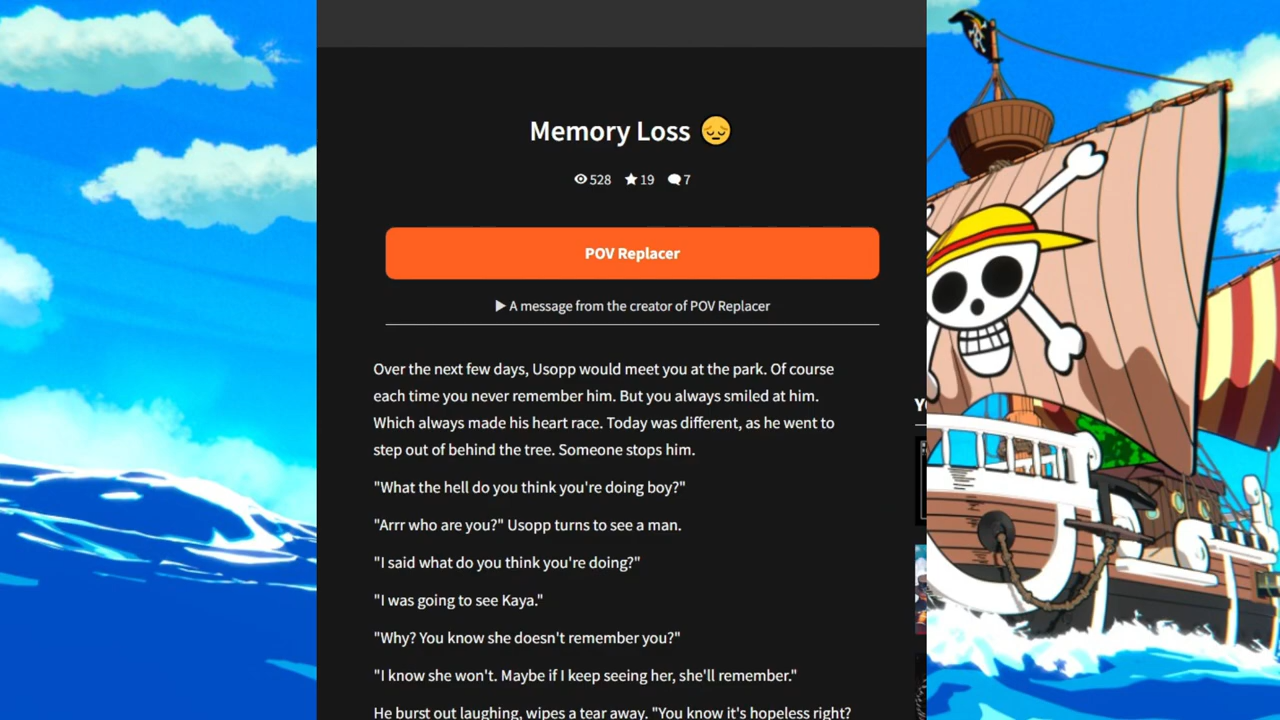 Memory Loss 😔
528 19 7
POV Replacer
▶ A message from the creator of POV Replacer
Over the next few days, Usopp would meet you at the park. Of course
each time you never remember him. But you always smiled at him.
Which always made his heart race. Today was different, as he went to
step out of behind the tree. Someone stops him.
"What the hell do you think you're doing boy?"
"Arrr who are you?" Usopp turns to see a man.
"I said what do you think you're doing?"
"I was going to see Kaya."
"Why? You know she doesn't remember you?"
"I know she won't. Maybe if I keep seeing her, she'll remember."
He burst out laughing, wipes a tear away. "You know it's hopeless right?